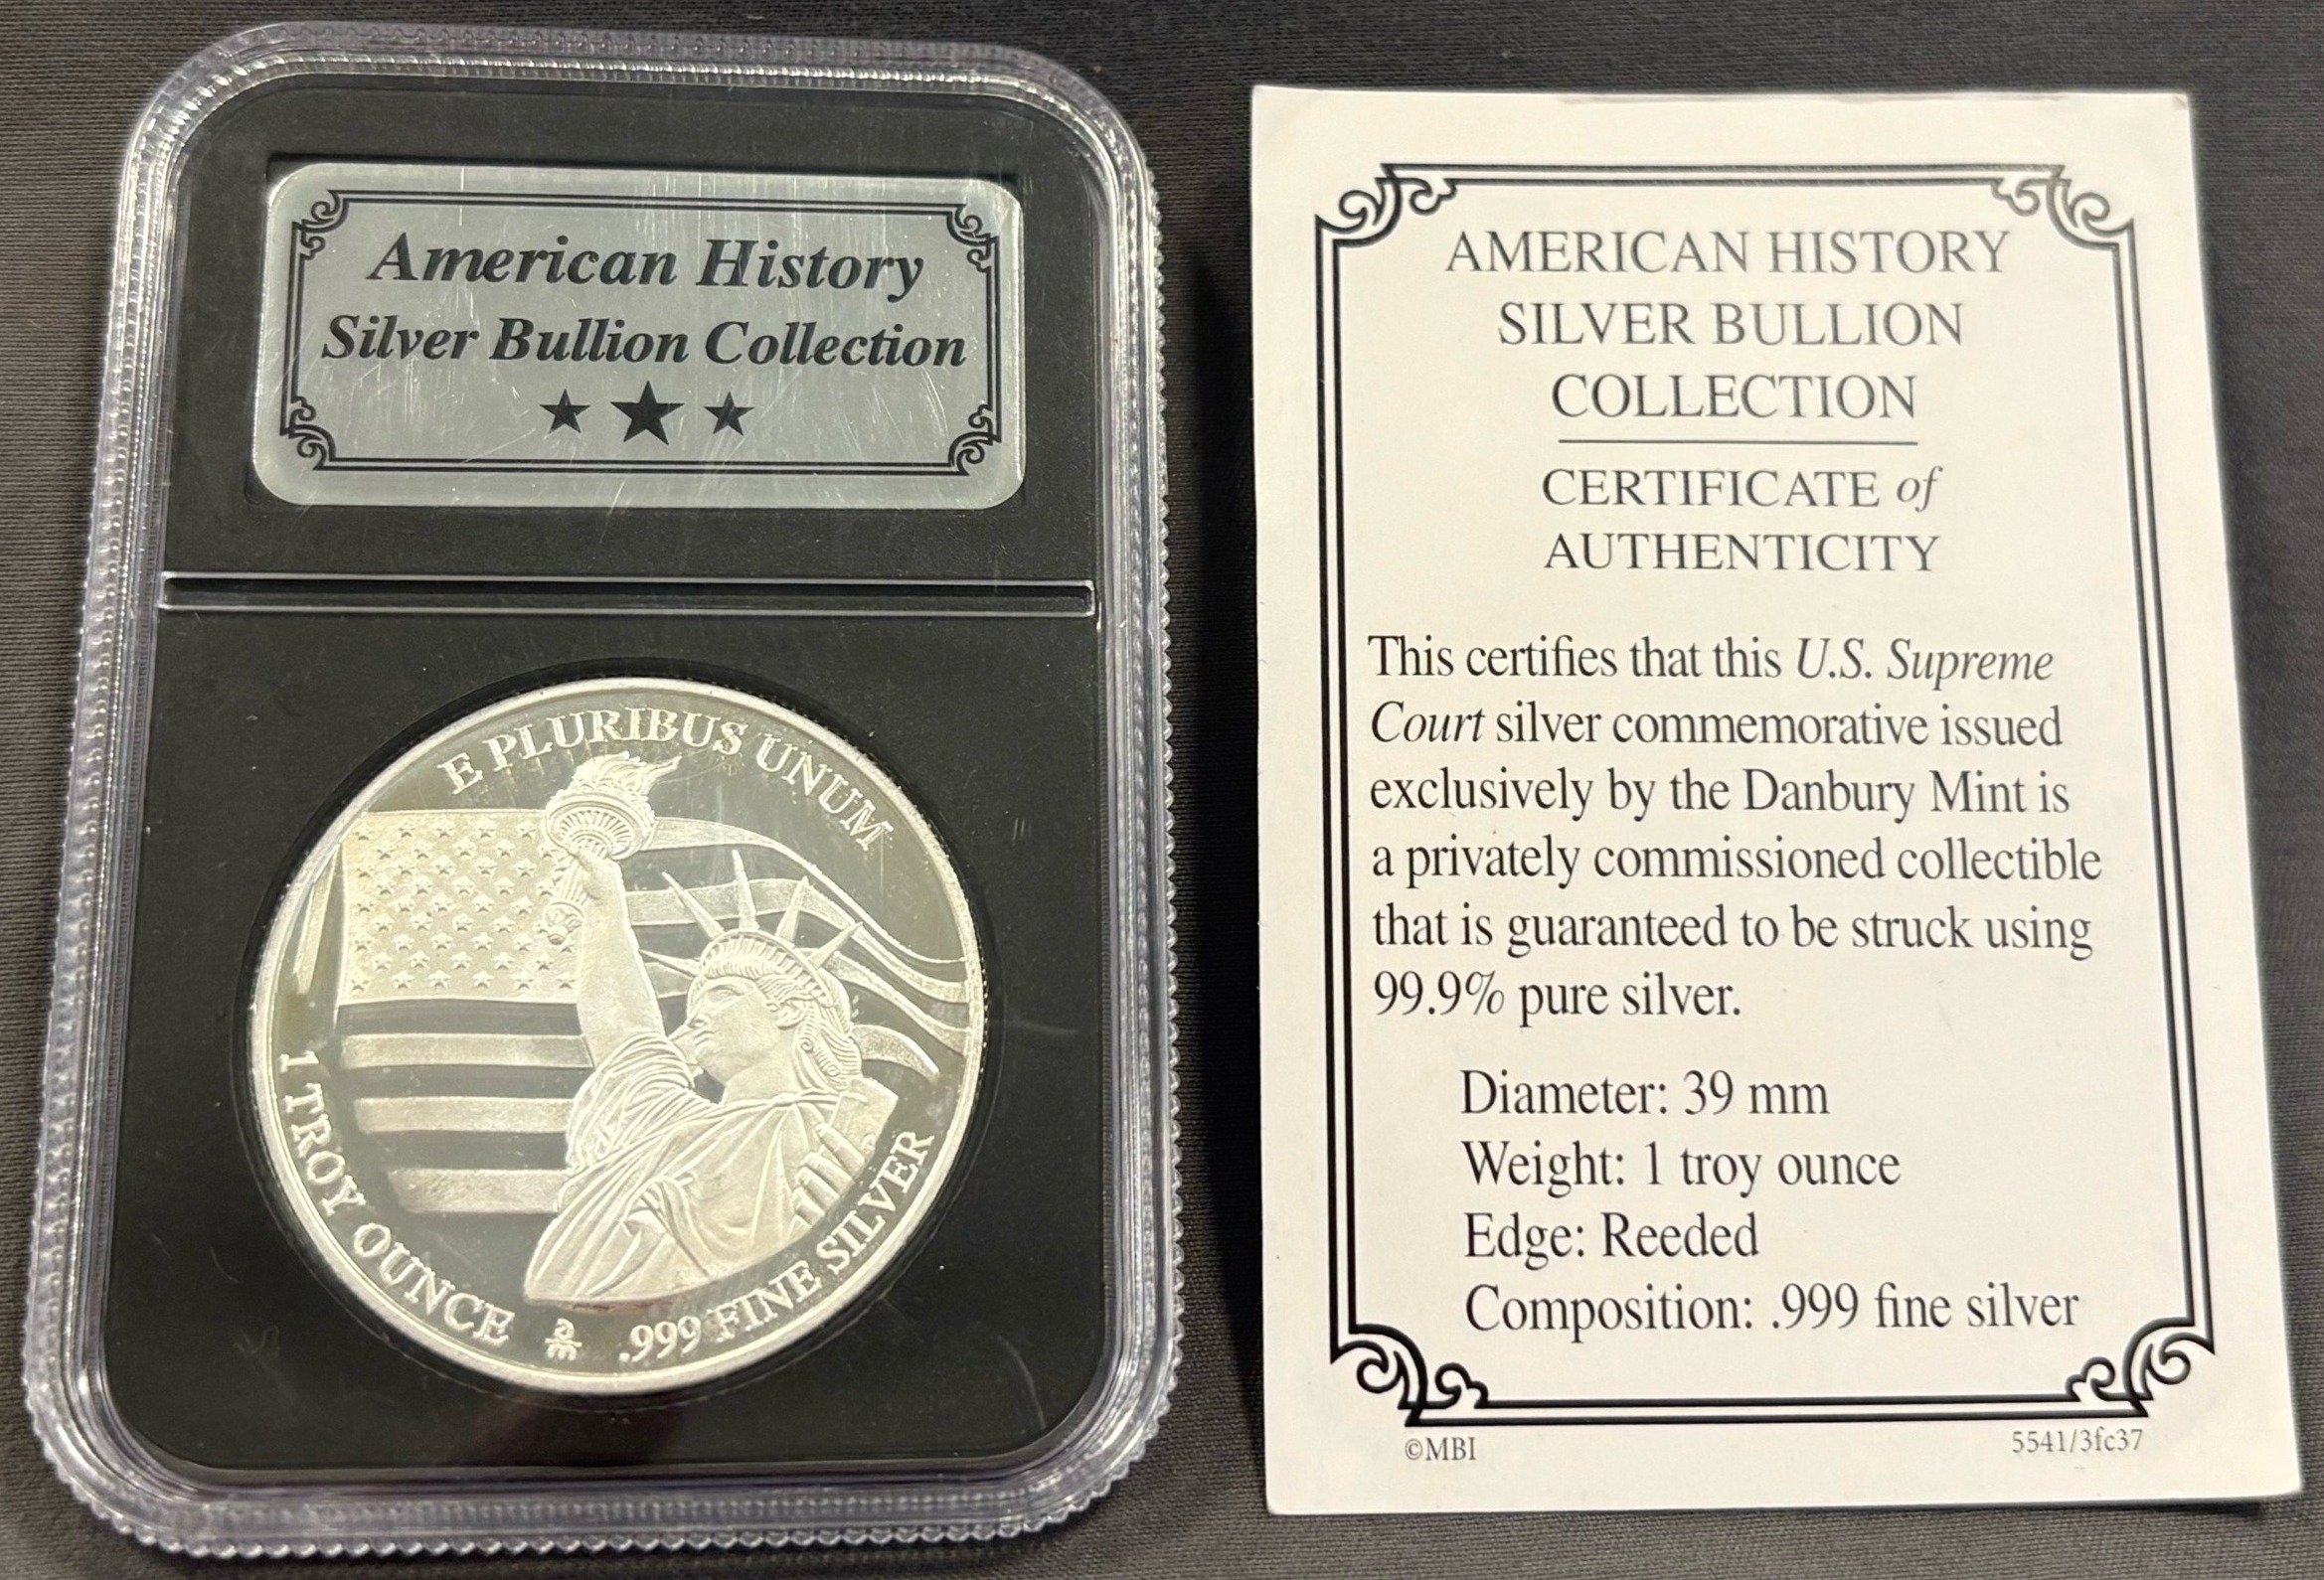 American History
Silver Bullion Collection
E PLURIBUS UNUM
1 TROY OUNCE
.999 FINE SILVER
AMERICAN HISTORY
SILVER BULLION
COLLECTION
CERTIFICATE of
AUTHENTICITY
This certifies that this U.S. Supreme
Court silver commemorative issued
exclusively by the Danbury Mint is
a privately commissioned collectible
that is guaranteed to be struck using
99.9% pure silver.
Diameter: 39 mm
Weight: 1 troy ounce
Edge: Reeded
Composition: .999 fine silver
©MBI
5541/3fc37